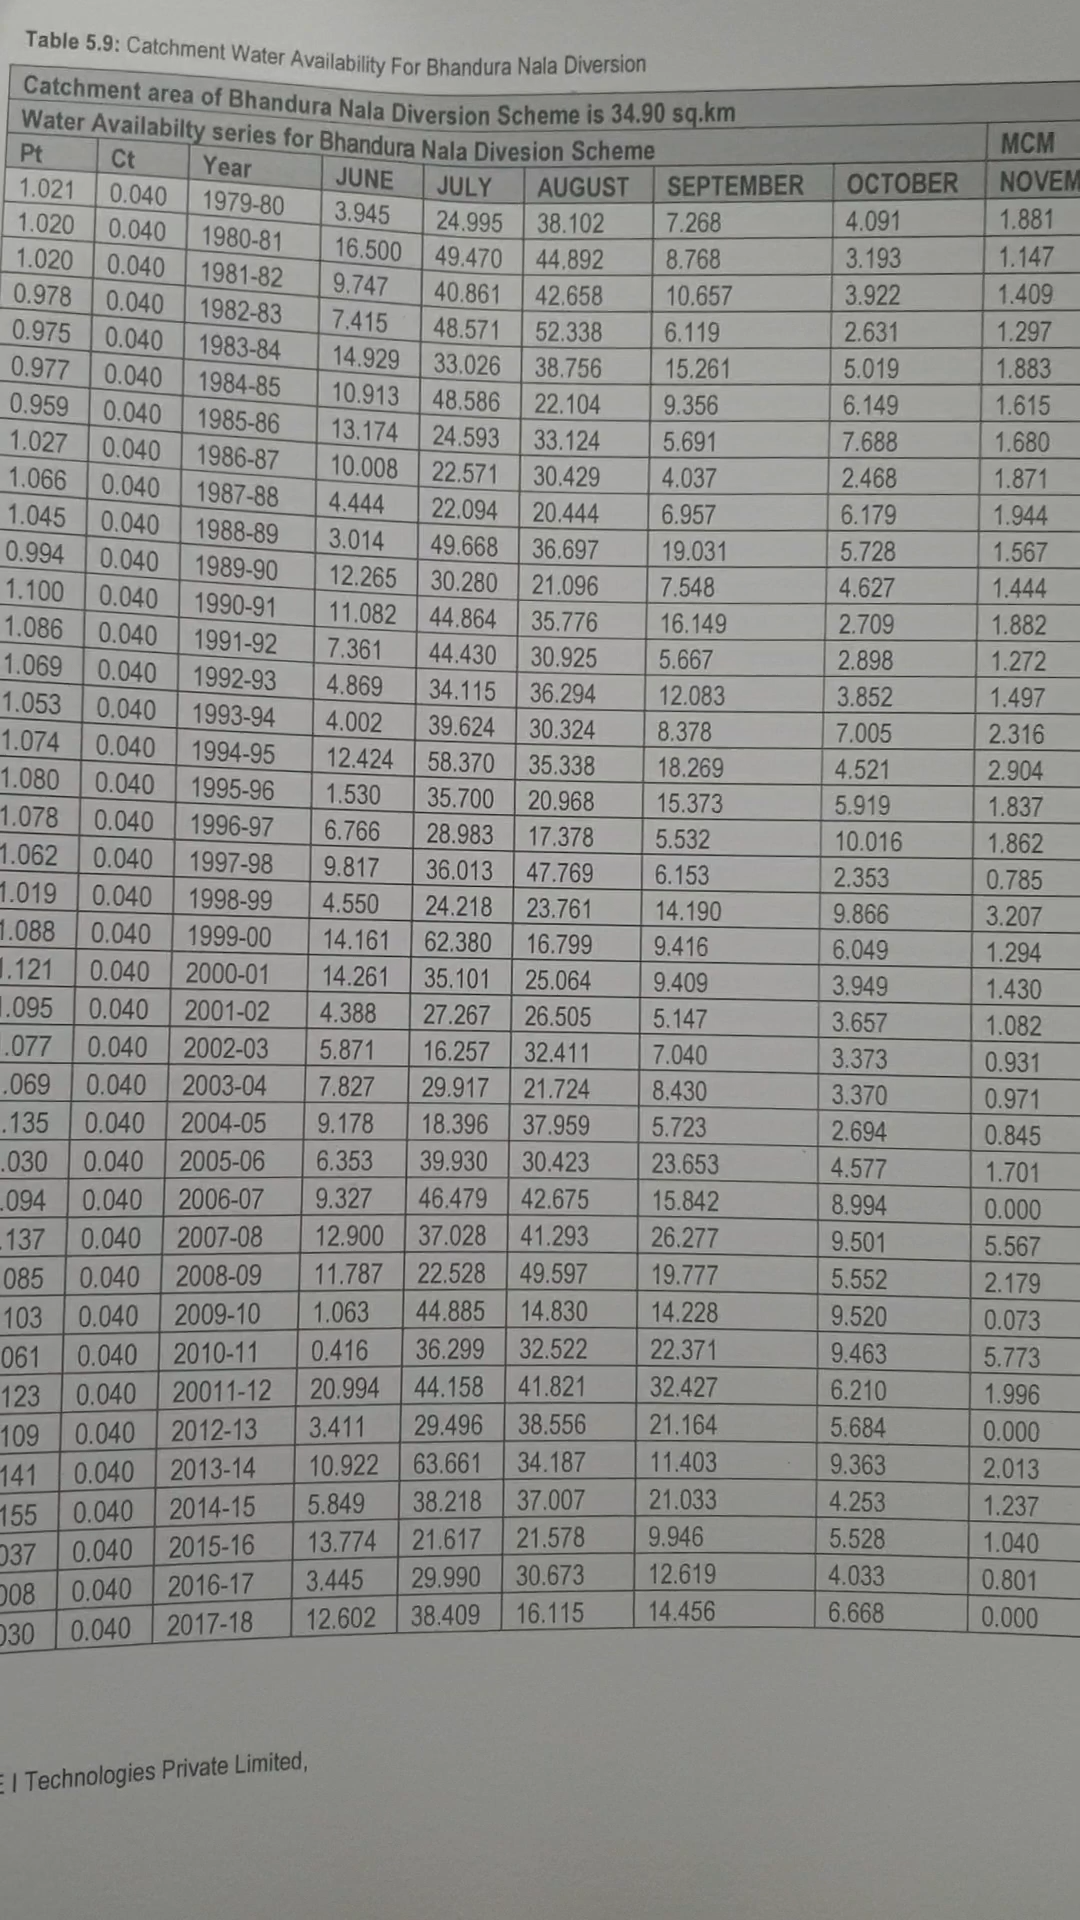 Table 5.9: Catchment Water Availability For Bhandura Nala Diversion
Catchment area of Bhandura Nala Diversion Scheme is 34.90 sq.km
Water Availabilty series for Bhandura Nala Divesion Scheme MCM
Pt Ct Year JUNE JULY AUGUST SEPTEMBER OCTOBER NOVEM
1.021 0.040 1979-80 3.945 24.995 38.102 7.268 4.091 1.881
1.020 0.040 1980-81 16.500 49.470 44.892 8.768 3.193 1.147
1.020 0.040 1981-82 9.747 40.861 42.658 10.657 3.922 1.409
0.978 0.040 1982-83 7.415 48.571 52.338 6.119 2.631 1.297
0.975 0.040 1983-84 14.929 33.026 38.756 15.261 5.019 1.883
0.977 0.040 1984-85 10.913 48.586 22.104 9.356 6.149 1.615
0.959 0.040 1985-86 13.174 24.593 33.124 5.691 7.688 1.680
1.027 0.040 1986-87 10.008 22.571 30.429 4.037 2.468 1.871
1.066 0.040 1987-88 4.444 22.094 20.444 6.957 6.179 1.944
1.045 0.040 1988-89 3.014 49.668 36.697 19.031 5.728 1.567
0.994 0.040 1989-90 12.265 30.280 21.096 7.548 4.627 1.444
1.100 0.040 1990-91 11.082 44.864 35.776 16.149 2.709 1.882
1.086 0.040 1991-92 7.361 44.430 30.925 5.667 2.898 1.272
1.069 0.040 1992-93 4.869 34.115 36.294 12.083 3.852 1.497
1.053 0.040 1993-94 4.002 39.624 30.324 8.378 7.005 2.316
1.074 0.040 1994-95 12.424 58.370 35.338 18.269 4.521 2.904
1.080 0.040 1995-96 1.530 35.700 20.968 15.373 5.919 1.837
1.078 0.040 1996-97 6.766 28.983 17.378 5.532 10.016 1.862
1.062 0.040 1997-98 9.817 36.013 47.769 6.153 2.353 0.785
1.019 0.040 1998-99 4.550 24.218 23.761 14.190 9.866 3.207
1.088 0.040 1999-00 14.161 62.380 16.799 9.416 6.049 1.294
1.121 0.040 2000-01 14.261 35.101 25.064 9.409 3.949 1.430
.095 0.040 2001-02 4.388 27.267 26.505 5.147 3.657 1.082
.077 0.040 2002-03 5.871 16.257 32.411 7.040 3.373 0.931
.069 0.040 2003-04 7.827 29.917 21.724 8.430 3.370 0.971
.135 0.040 2004-05 9.178 18.396 37.959 5.723 2.694 0.845
.030 0.040 2005-06 6.353 39.930 30.423 23.653 4.577 1.701
.094 0.040 2006-07 9.327 46.479 42.675 15.842 8.994 0.000
.137 0.040 2007-08 12.900 37.028 41.293 26.277 9.501 5.567
085 0.040 2008-09 11.787 22.528 49.597 19.777 5.552 2.179
103 0.040 2009-10 1.063 44.885 14.830 14.228 9.520 0.073
061 0.040 2010-11 0.416 36.299 32.522 22.371 9.463 5.773
123 0.040 20011-12 20.994 44.158 41.821 32.427 6.210 1.996
109 0.040 2012-13 3.411 29.496 38.556 21.164 5.684 0.000
141 0.040 2013-14 10.922 63.661 34.187 11.403 9.363 2.013
155 0.040 2014-15 5.849 38.218 37.007 21.033 4.253 1.237
037 0.040 2015-16 13.774 21.617 21.578 9.946 5.528 1.040
008 0.040 2016-17 3.445 29.990 30.673 12.619 4.033 0.801
030 0.040 2017-18 12.602 38.409 16.115 14.456 6.668 0.000
E I Technologies Private Limited,